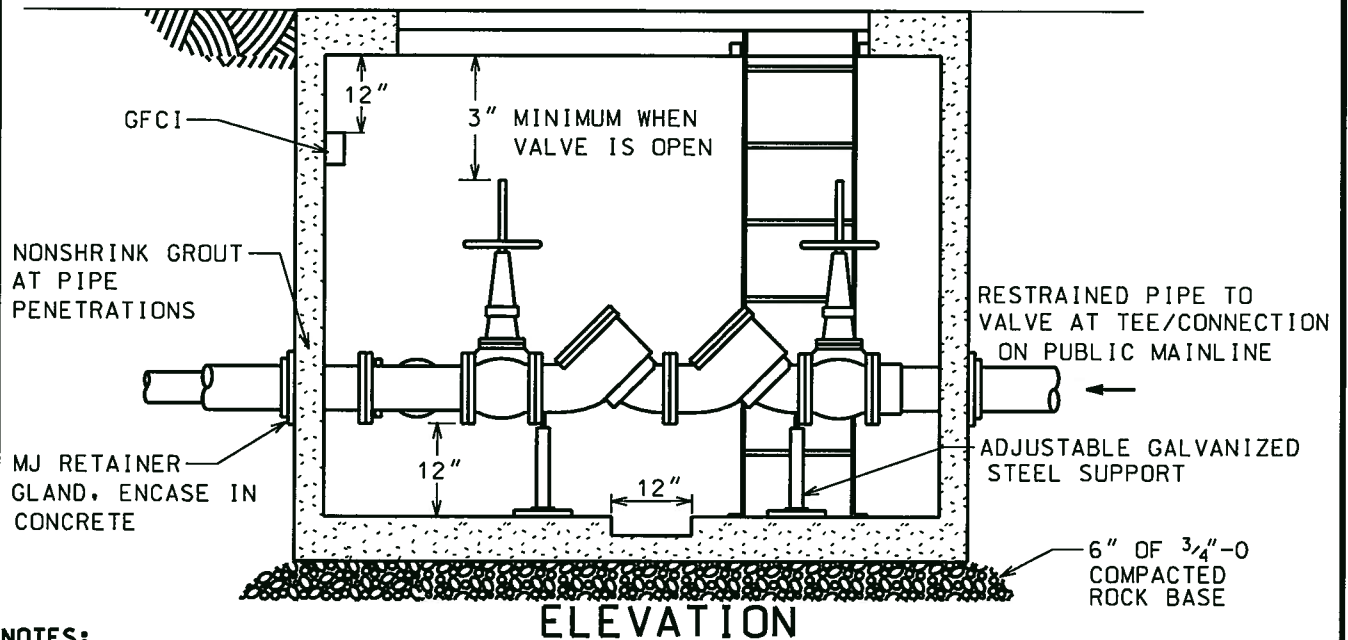 12"
3" MINIMUM WHEN
VALVE IS OPEN
GFCI
NONSHRINK GROUT
AT PIPE
PENETRATIONS
RESTRAINED PIPE TO
VALVE AT TEE/CONNECTION
ON PUBLIC MAINLINE
MJ RETAINER
GLAND. ENCASE IN
CONCRETE
12"
12"
ADJUSTABLE GALVANIZED
STEEL SUPPORT
6" OF 3/4"-O
COMPACTED
ROCK BASE
ELEVATION
NOTES: